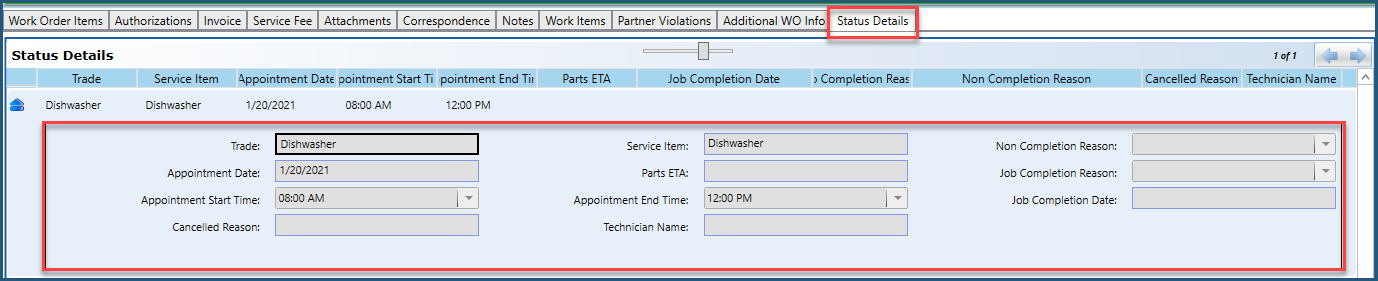 Work Order Items Authorizations Invoice Service Fee Attachments Correspondence Notes Work Items Partner Violations Additional WO Info Status Details
Status Details 1 of 1
Trade Service Item Appointment Date ppointment Start Ti pointment End Tin Parts ETA Job Completion Date Completion Reas Non Completion Reason Cancelled Reason Technician Name
Dishwasher Dishwasher 1/20/2021 08:00 AM 12:00 PM
Trade: Dishwasher Service Item: Dishwasher Non Completion Reason:
Appointment Date: 1/20/2021 Parts ETA: Job Completion Reason:
Appointment Start Time: 08:00 AM Appointment End Time: 12:00 PM Job Completion Date:
Cancelled Reason: Technician Name: